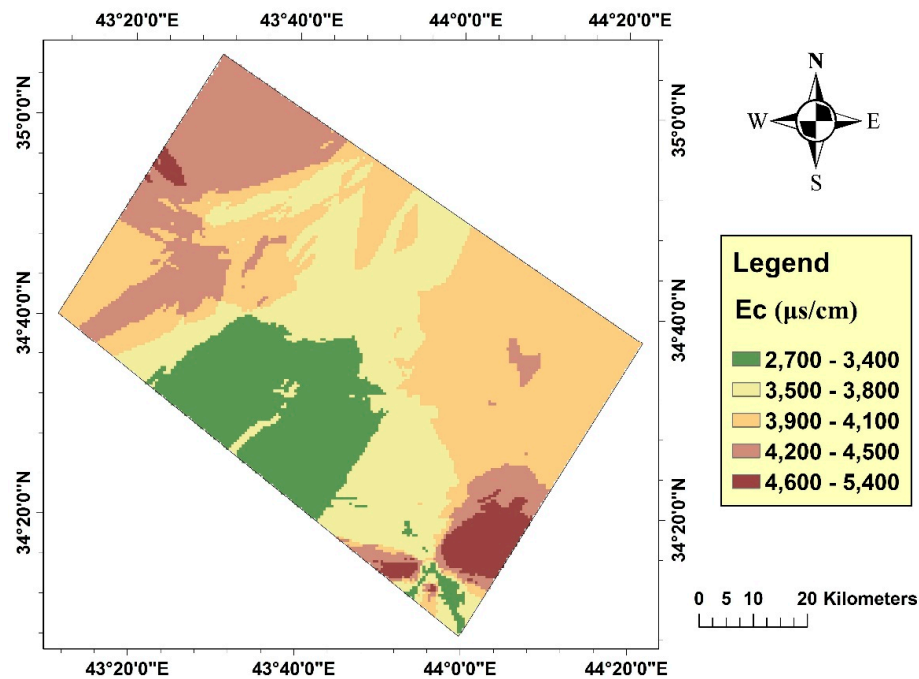 43°20'0"E 43°40'0"E 44°0'0"E 44°20'0"E
35°0'0"N
34°40'0"N
34°20'0"N
35°0'0"N
34°40'0"N
34°20'0"N
N
W E
S
Legend
Ec (µs/cm)
2,700 - 3,400
3,500 - 3,800
3,900 - 4,100
4,200 - 4,500
4,600 - 5,400
0 5 10 20 Kilometers
43°20'0"E 43°40'0"E 44°0'0"E 44°20'0"E